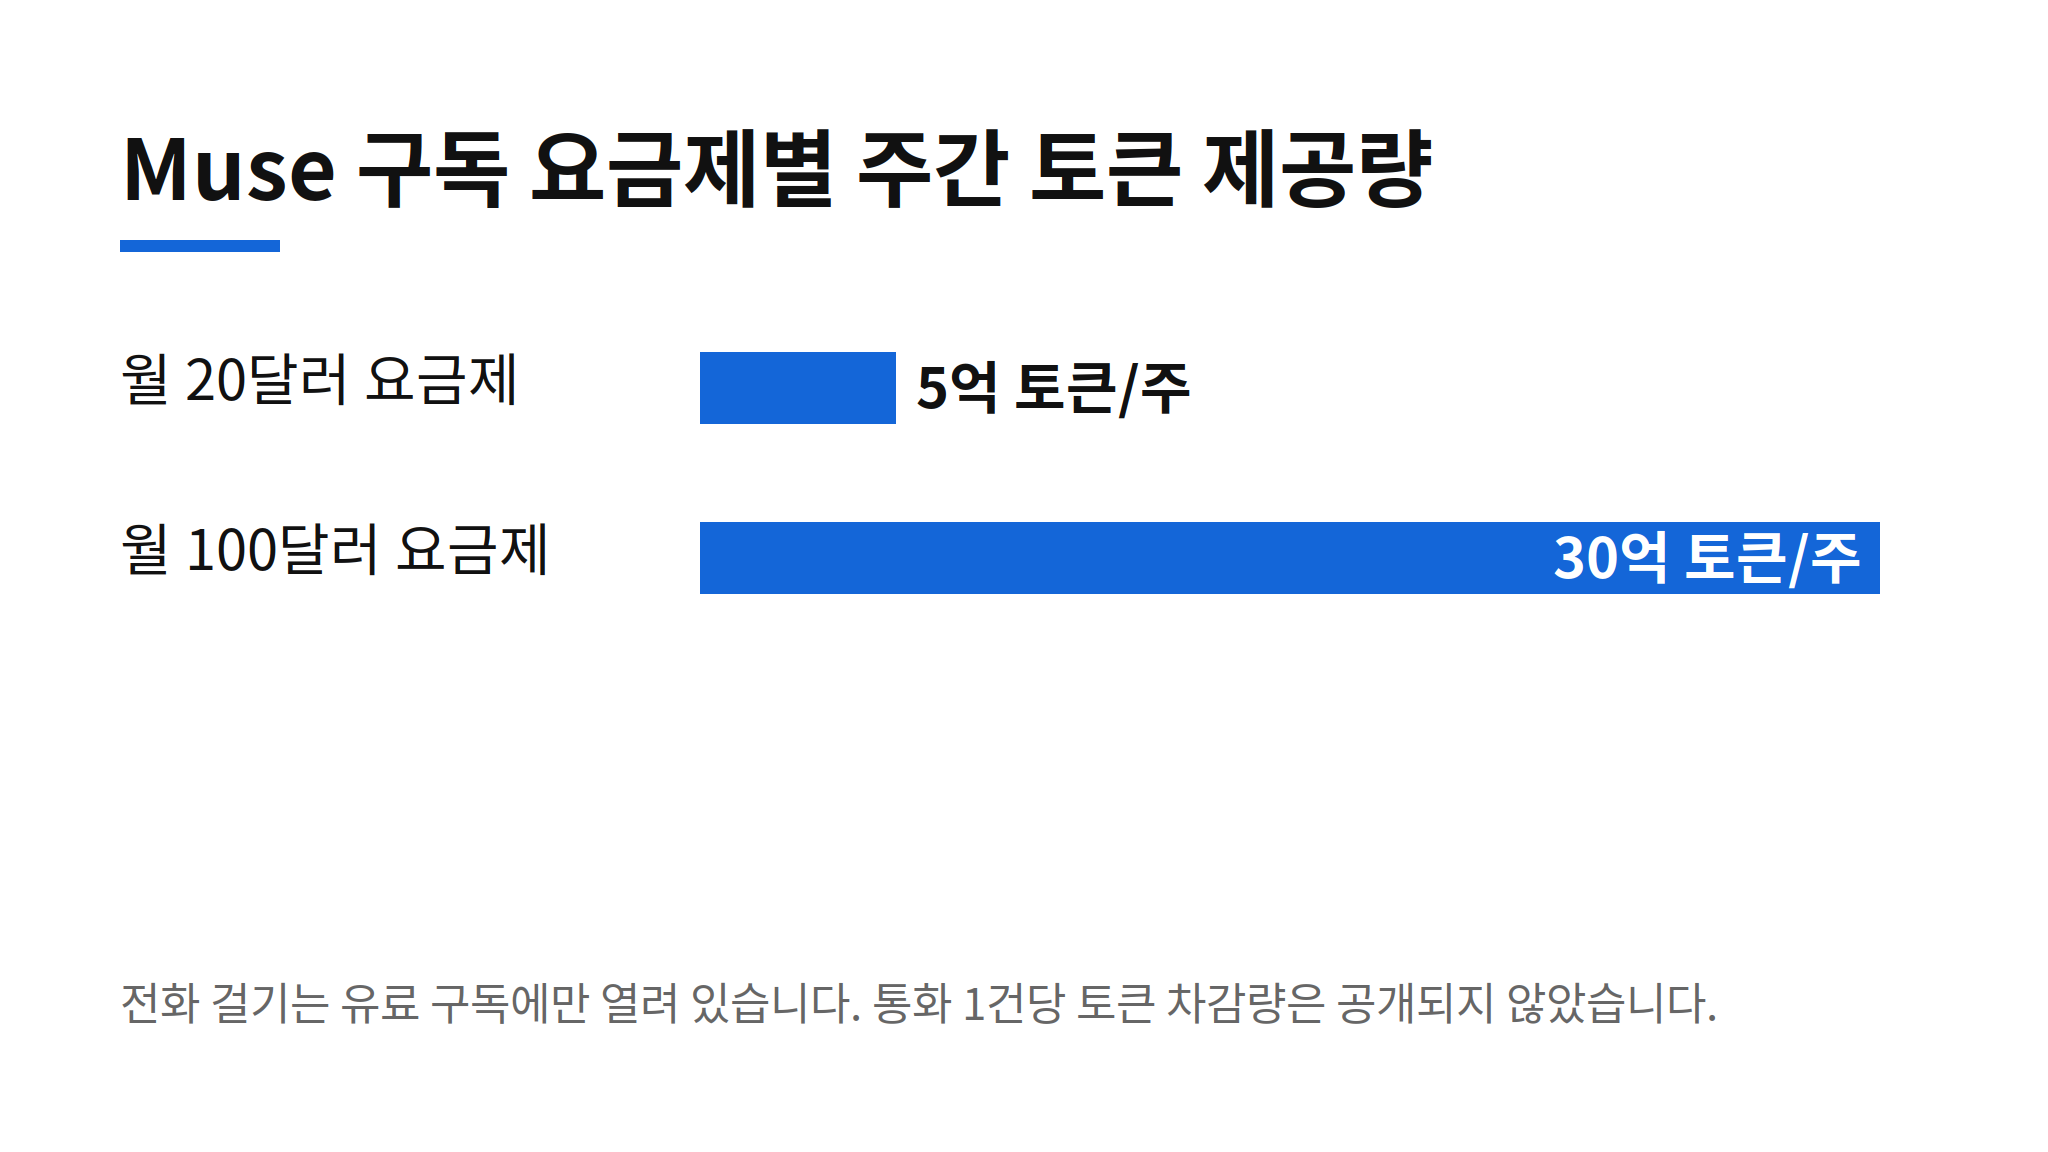 Muse 구독 요금제별 주간 토큰 제공량
월 20달러 요금제 5억 토큰/주
월 100달러 요금제 30억 토큰/주
전화 걸기는 유료 구독에만 열려 있습니다. 통화 1건당 토큰 차감량은 공개되지 않았습니다.